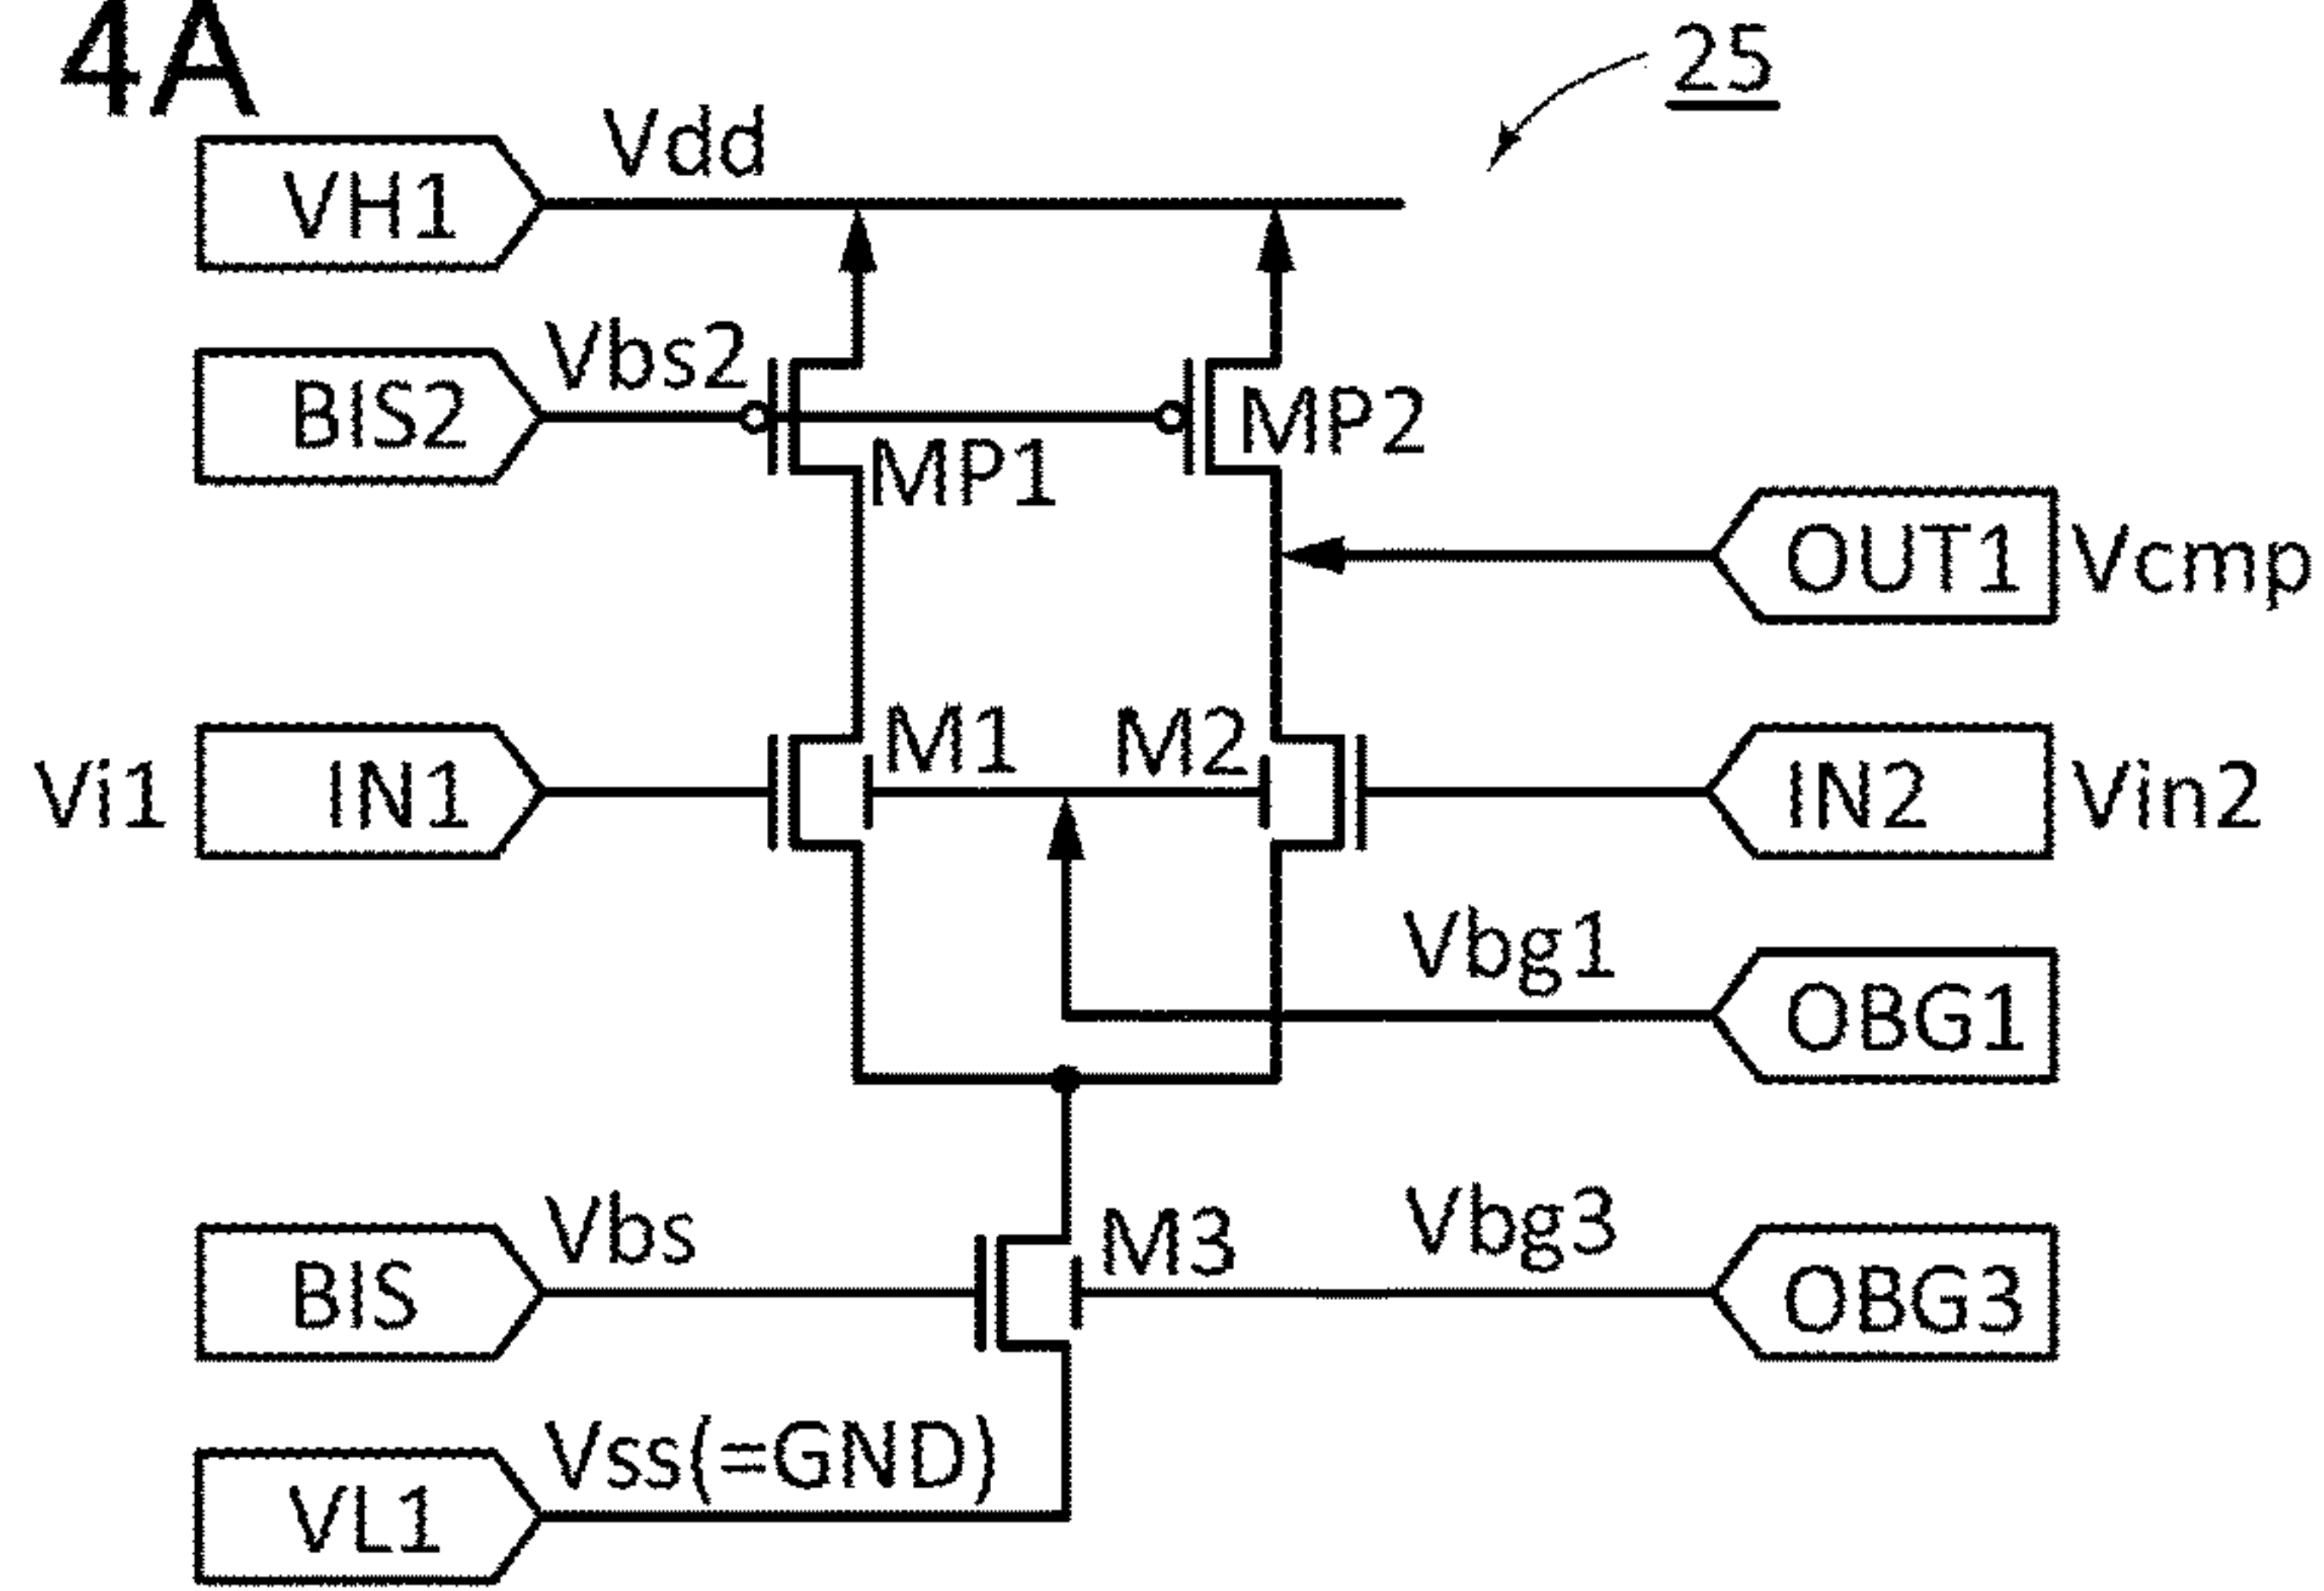 4A
25
Vdd
VH1
Vbs2
BIS2
MP2
MP1
OUT1 Vcmp
M1 M2
Vi1 IN1
IN2 Vin2
Vbg1
OBG1
Vbs M3 Vbg3
BIS
OBG3
Vss(=GND)
VL1